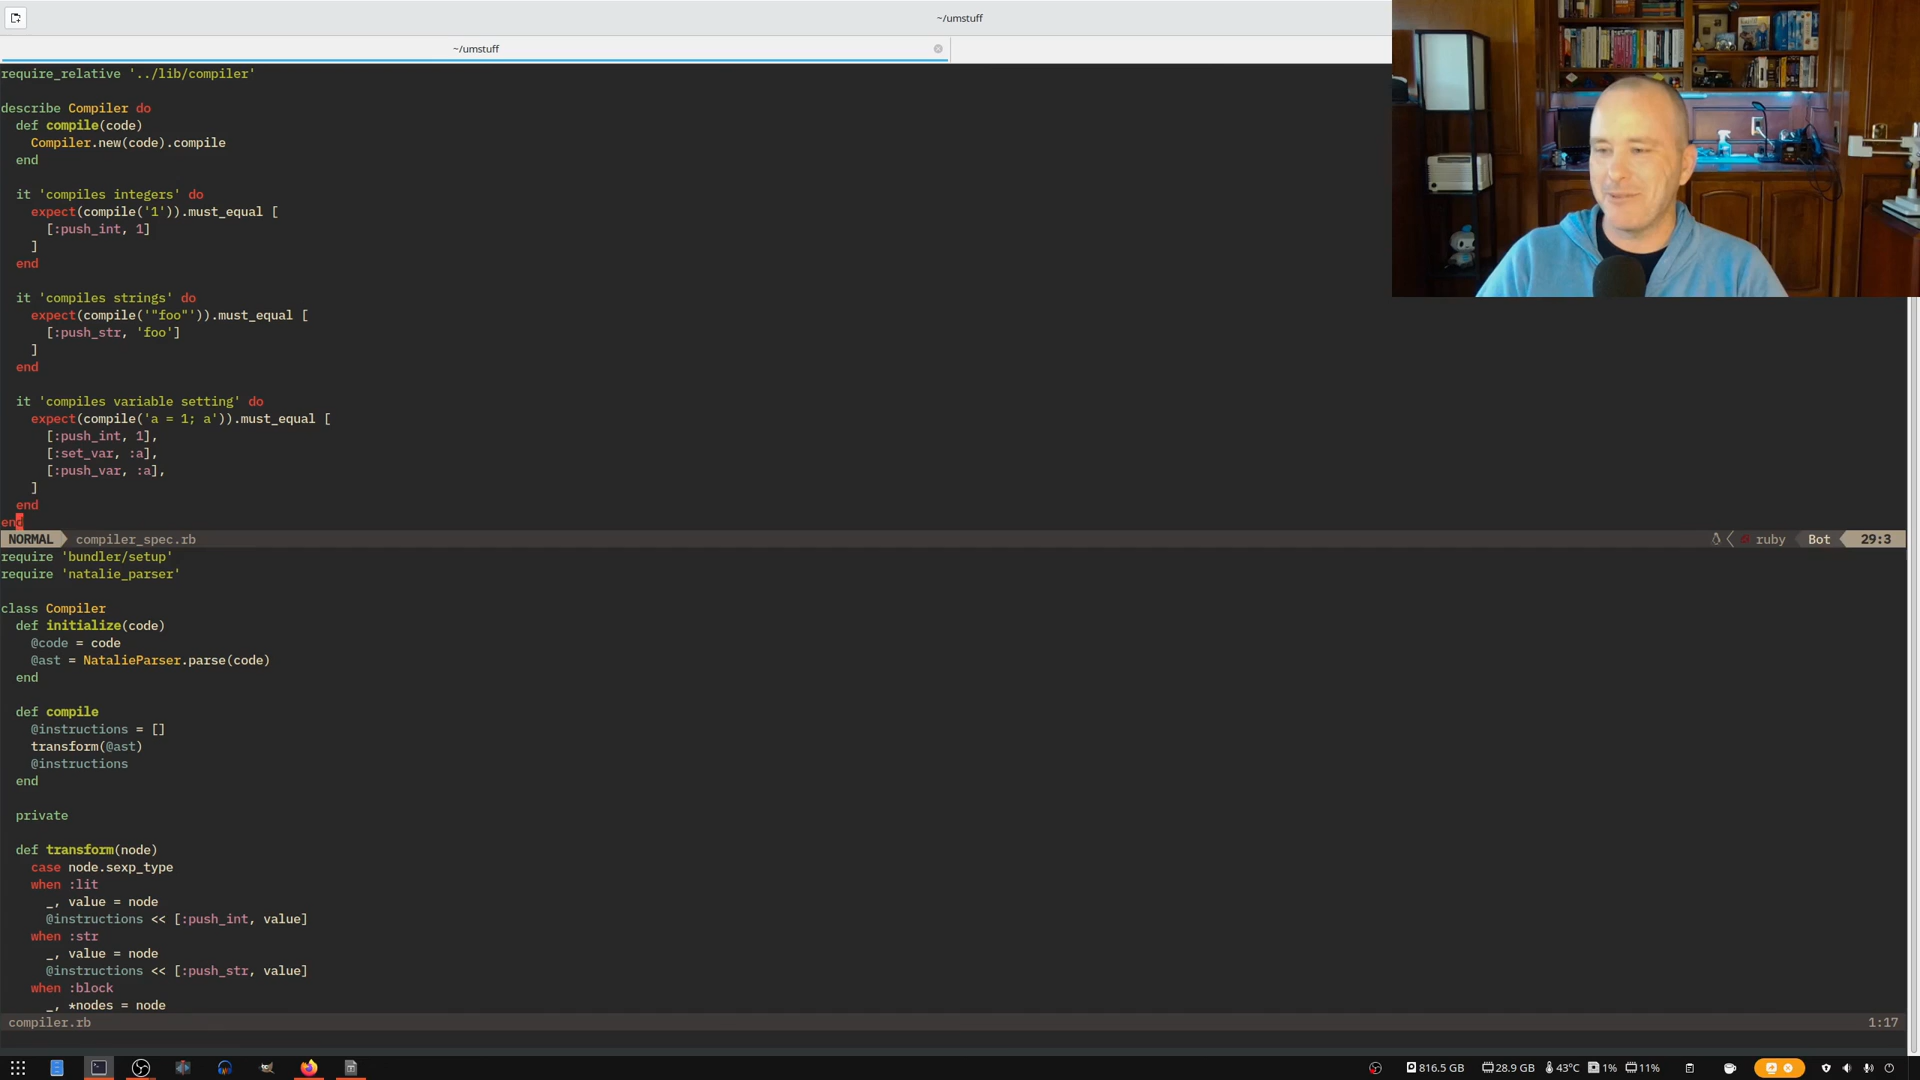 ~/umstuff
~/umstuff
require_relative '../lib/compiler'
describe Compiler do
  def compile(code)
    Compiler.new(code).compile
  end
  it 'compiles integers' do
    expect(compile('1')).must_equal [
      [:push_int, 1]
    ]
  end
  it 'compiles strings' do
    expect(compile('"foo"')).must_equal [
      [:push_str, 'foo']
    ]
  end
  it 'compiles variable setting' do
    expect(compile('a = 1; a')).must_equal [
      [:push_int, 1],
      [:set_var, :a],
      [:push_var, :a],
    ]
  end
end
NORMAL compiler_spec.rb ruby Bot 29:3
require 'bundler/setup'
require 'natalie_parser'
class Compiler
  def initialize(code)
    @code = code
    @ast = NatalieParser.parse(code)
  end
  def compile
    @instructions = []
    transform(@ast)
    @instructions
  end
  private
  def transform(node)
    case node.sexp_type
    when :lit
      _, value = node
      @instructions << [:push_int, value]
    when :str
      _, value = node
      @instructions << [:push_str, value]
    when :block
      _, *nodes = node
compiler.rb 1:17
816.5 GB 28.9 GB 43°C 1% 11%